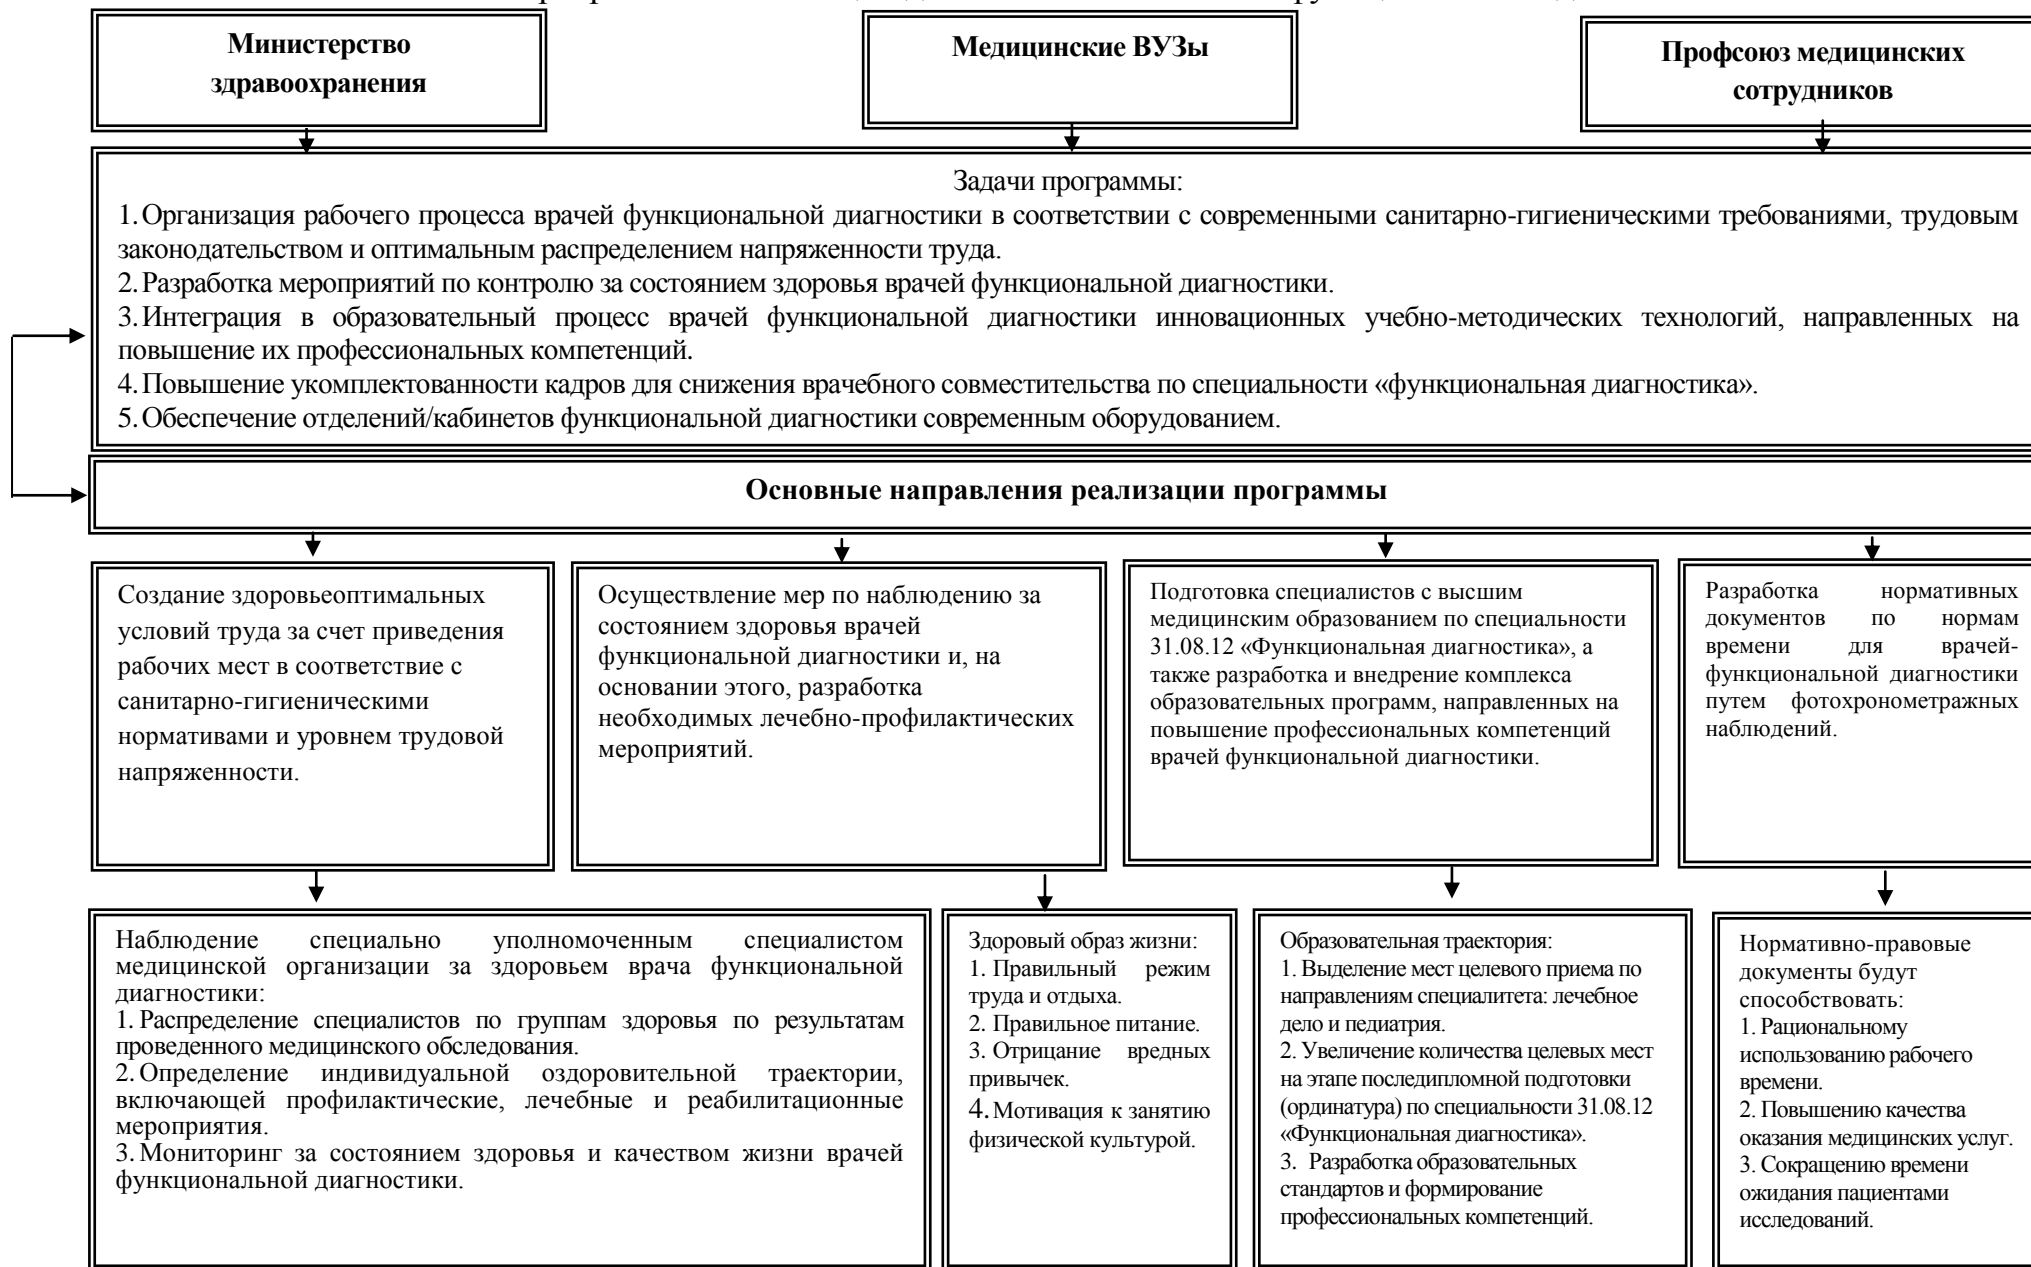 Министерство
здравоохранения
Медицинские ВУЗы
Профсоюз медицинских
сотрудников
Задачи программы:
1. Организация рабочего процесса врачей функциональной диагностики в соответствии с современными санитарно-гигиеническими требованиями, трудовым
законодательством и оптимальным распределением напряженности труда.
2. Разработка мероприятий по контролю за состоянием здоровья врачей функциональной диагностики.
3. Интеграция в образовательный процесс врачей функциональной диагностики инновационных учебно-методических технологий, направленных на
повышение их профессиональных компетенций.
4. Повышение укомплектованности кадров для снижения врачебного совместительства по специальности «функциональная диагностика».
5. Обеспечение отделений/кабинетов функциональной диагностики современным оборудованием.
Основные направления реализации программы
Создание здоровьеоптимальных
условий труда за счет приведения
рабочих мест в соответствие с
санитарно-гигиеническими
нормативами и уровнем трудовой
напряженности.
Осуществление мер по наблюдению за
состоянием здоровья врачей
функциональной диагностики и, на
основании этого, разработка
необходимых лечебно-профилактических
мероприятий.
Подготовка специалистов с высшим
медицинским образованием по специальности
31.08.12 «Функциональная диагностика», а
также разработка и внедрение комплекса
образовательных программ, направленных на
повышение профессиональных компетенций
врачей функциональной диагностики.
Разработка нормативных
документов по нормам
времени для врачей-
функциональной диагностики
путем фотохронометражных
наблюдений.
Наблюдение специально уполномоченным специалистом
медицинской организации за здоровьем врача функциональной
диагностики:
1. Распределение специалистов по группам здоровья по результатам
проведенного медицинского обследования.
2. Определение индивидуальной оздоровительной траектории,
включающей профилактические, лечебные и реабилитационные
мероприятия.
3. Мониторинг за состоянием здоровья и качеством жизни врачей
функциональной диагностики.
Здоровый образ жизни:
1. Правильный режим
труда и отдыха.
2. Правильное питание.
3. Отрицание вредных
привычек.
4. Мотивация к занятию
физической культурой.
Образовательная траектория:
1. Выделение мест целевого приема по
направлениям специалитета: лечебное
дело и педиатрия.
2. Увеличение количества целевых мест
на этапе последипломной подготовки
(ординатура) по специальности 31.08.12
«Функциональная диагностика».
3. Разработка образовательных
стандартов и формирование
профессиональных компетенций.
Нормативно-правовые
документы будут
способствовать:
1. Рациональному
использованию рабочего
времени.
2. Повышению качества
оказания медицинских услуг.
3. Сокращению времени
ожидания пациентами
исследований.